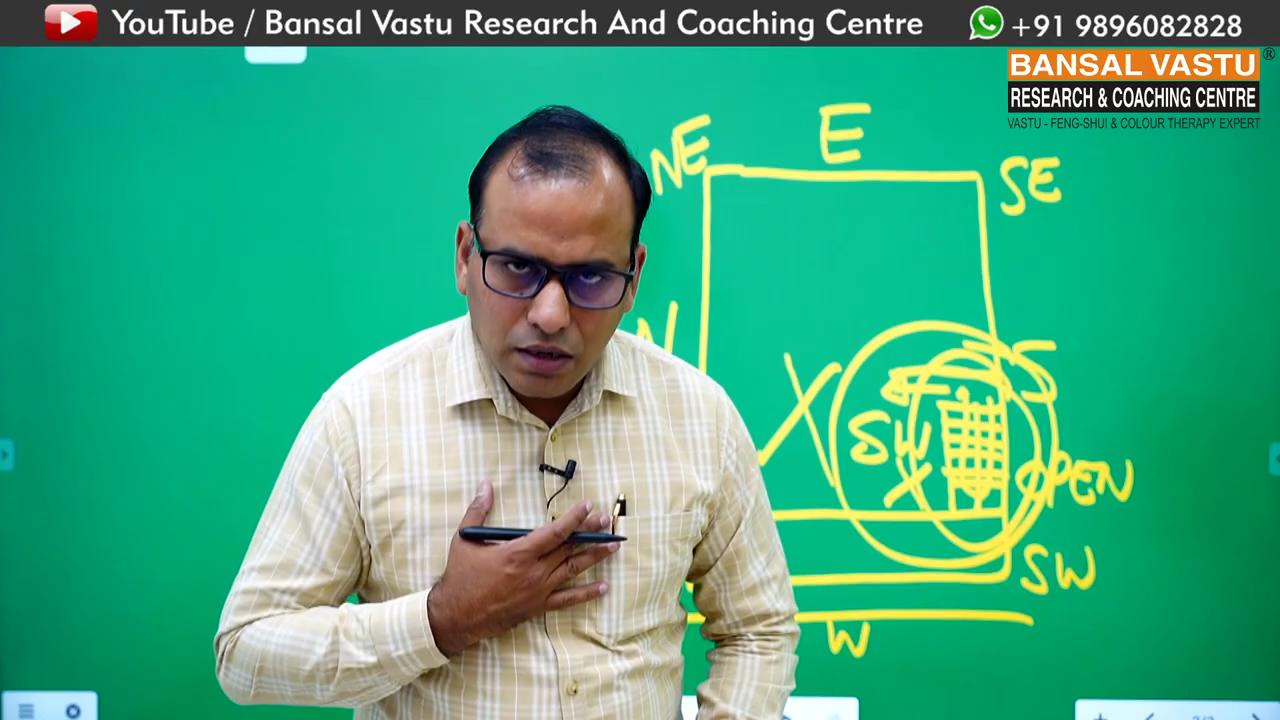 YouTube / Bansal Vastu Research And Coaching Centre
+91 9896082828
BANSAL VASTU®
RESEARCH & COACHING CENTRE
VASTU - FENG-SHUI & COLOUR THERAPY EXPERT
NE
E
SE
N
S
SW
X
X
OPEN
SW
W